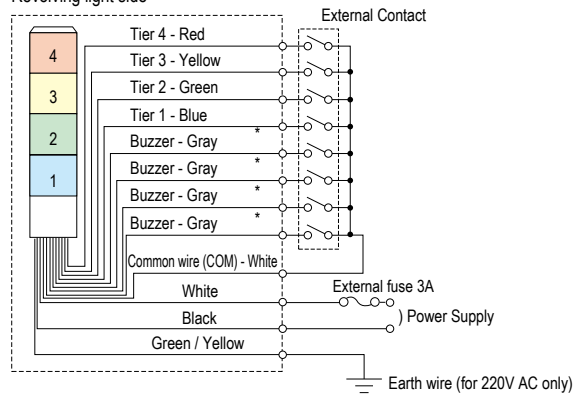 Revolving light side
External Contact
Tier 4 - Red
Tier 3 - Yellow
Tier 2 - Green
Tier 1 - Blue
Buzzer - Gray *
Buzzer - Gray *
Buzzer - Gray *
Buzzer - Gray *
Common wire (COM) - White
White
Black
Green / Yellow
4
3
2
1
External fuse 3A
) Power Supply
Earth wire (for 220V AC only)